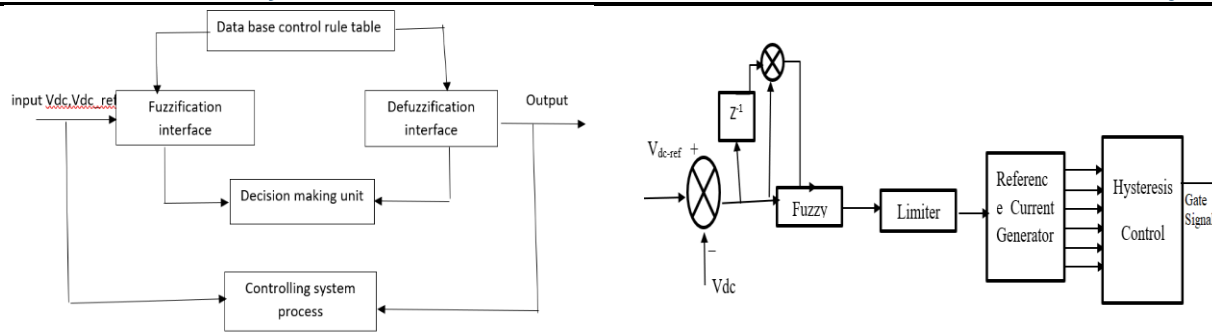 Data base control rule table
input Vdc,Vdc_ref
Fuzzification
interface
Defuzzification
interface
Output
Decision making unit
Controlling system
process
Z-1
Vdc-ref +
Fuzzy
Limiter
Referenc
e Current
Generator
Hysteresis
Control
Gate
Signal
−
Vdc